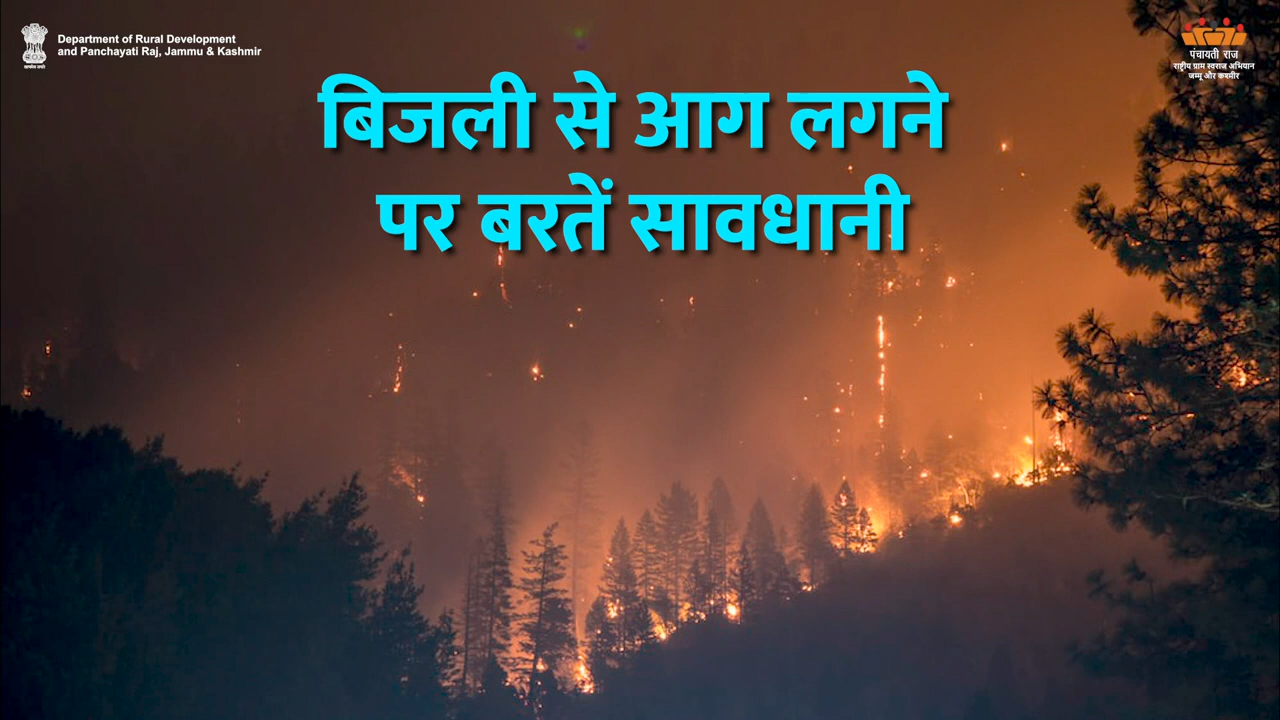 Department of Rural Development
and Panchayati Raj, Jammu & Kashmir
पंचायती राज
राष्ट्रीय ग्राम स्वराज अभियान
जम्मू और कश्मीर
बिजली से आग लगने
पर बरतें सावधानी